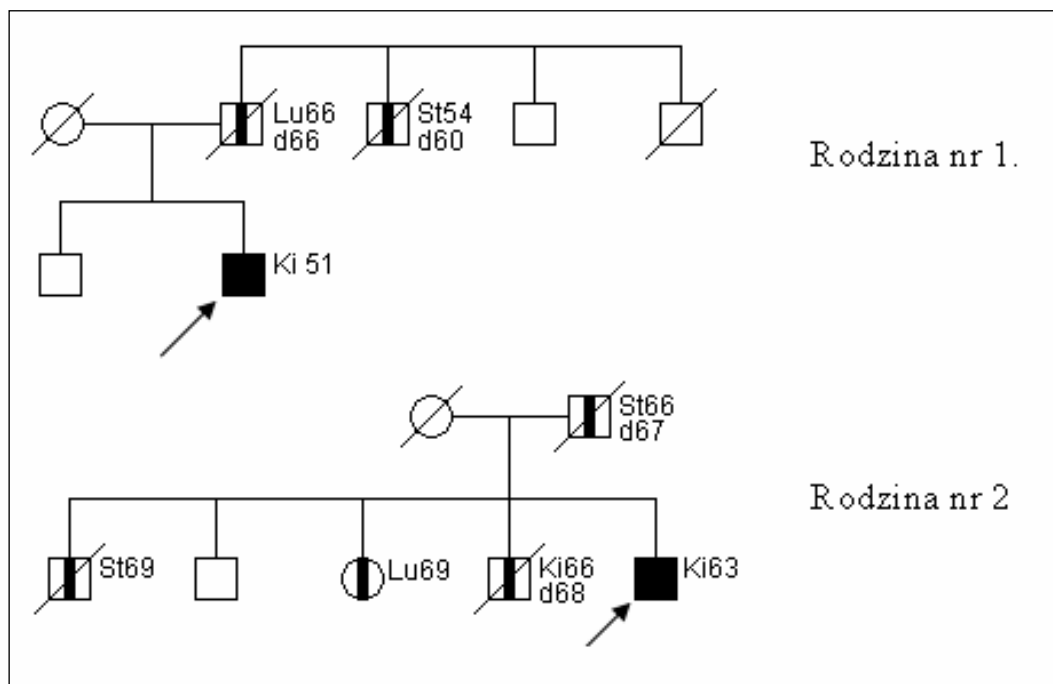 Lu66
d66
St54
d60
Rodzina nr 1.
Ki 51
St66
d67
Rodzina nr 2
St69
Lu69
Ki66
d68
Ki63